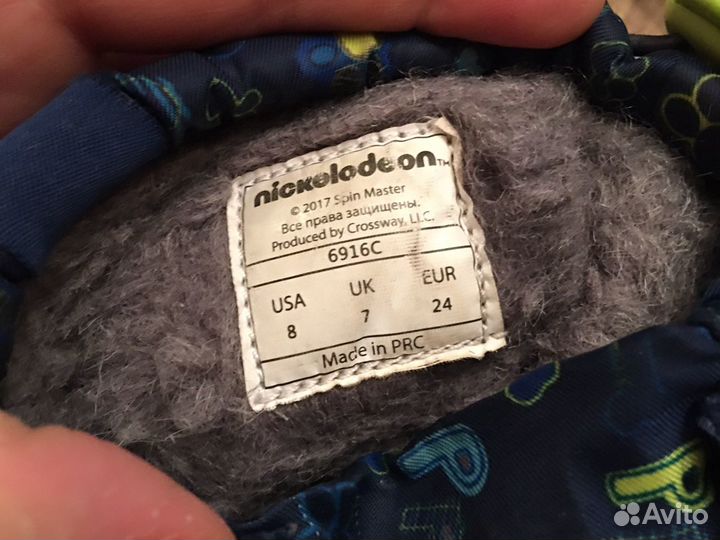 nickelodeon™
© 2017 Spin Master
Все права защищены.
Produced by Crossway, LLC.
6916C
USA UK EUR
8 7 24
Made in PRC
P
P
Avito